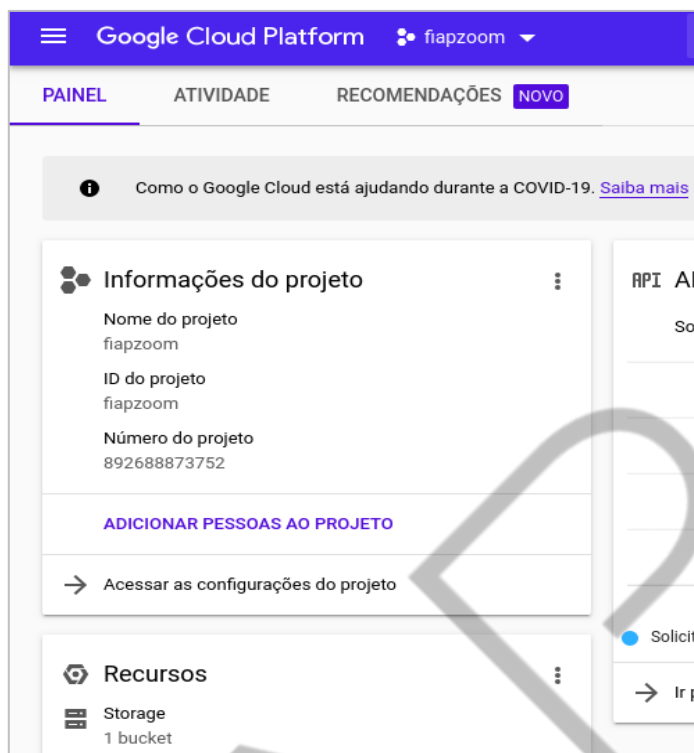 Google Cloud Platform fiapzoom
PAINEL ATIVIDADE RECOMENDAÇÕES NOVO
Como o Google Cloud está ajudando durante a COVID-19. Saiba mais
Informações do projeto
Nome do projeto
fiapzoom
ID do projeto
fiapzoom
Número do projeto
892688873752
ADICIONAR PESSOAS AO PROJETO
Acessar as configurações do projeto
Recursos
Storage
1 bucket
API
Ir